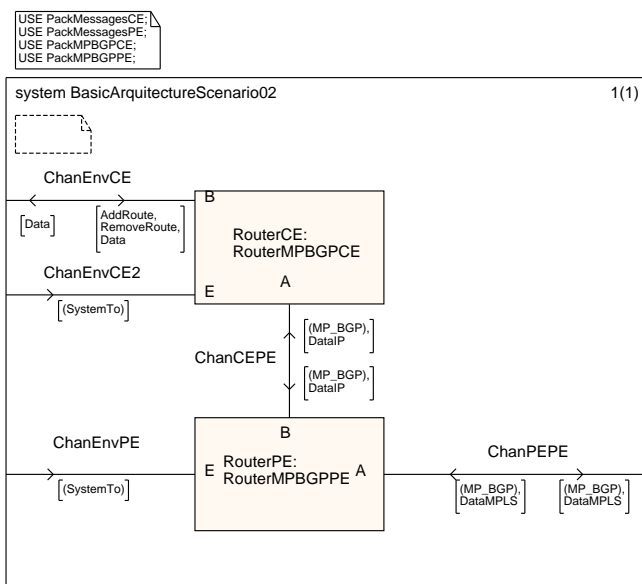 USE PackMessagesCE;
USE PackMessagesPE;
USE PackMPBGPCE;
USE PackMPBGPPE;
system BasicArquitectureScenario02
1(1)
ChanEnvCE
B
[Data]
[AddRoute,
RemoveRoute,
Data]
RouterCE:
RouterMPBGPCE
ChanEnvCE2
E
A
[(SystemTo)]
[(MP_BGP),
DataIP]
ChanCEPE
[(MP_BGP),
DataIP]
B
ChanEnvPE
ChanPEPE
E
RouterPE:
RouterMPBGPPE
A
[(SystemTo)]
[(MP_BGP),
DataMPLS]
[(MP_BGP),
DataMPLS]